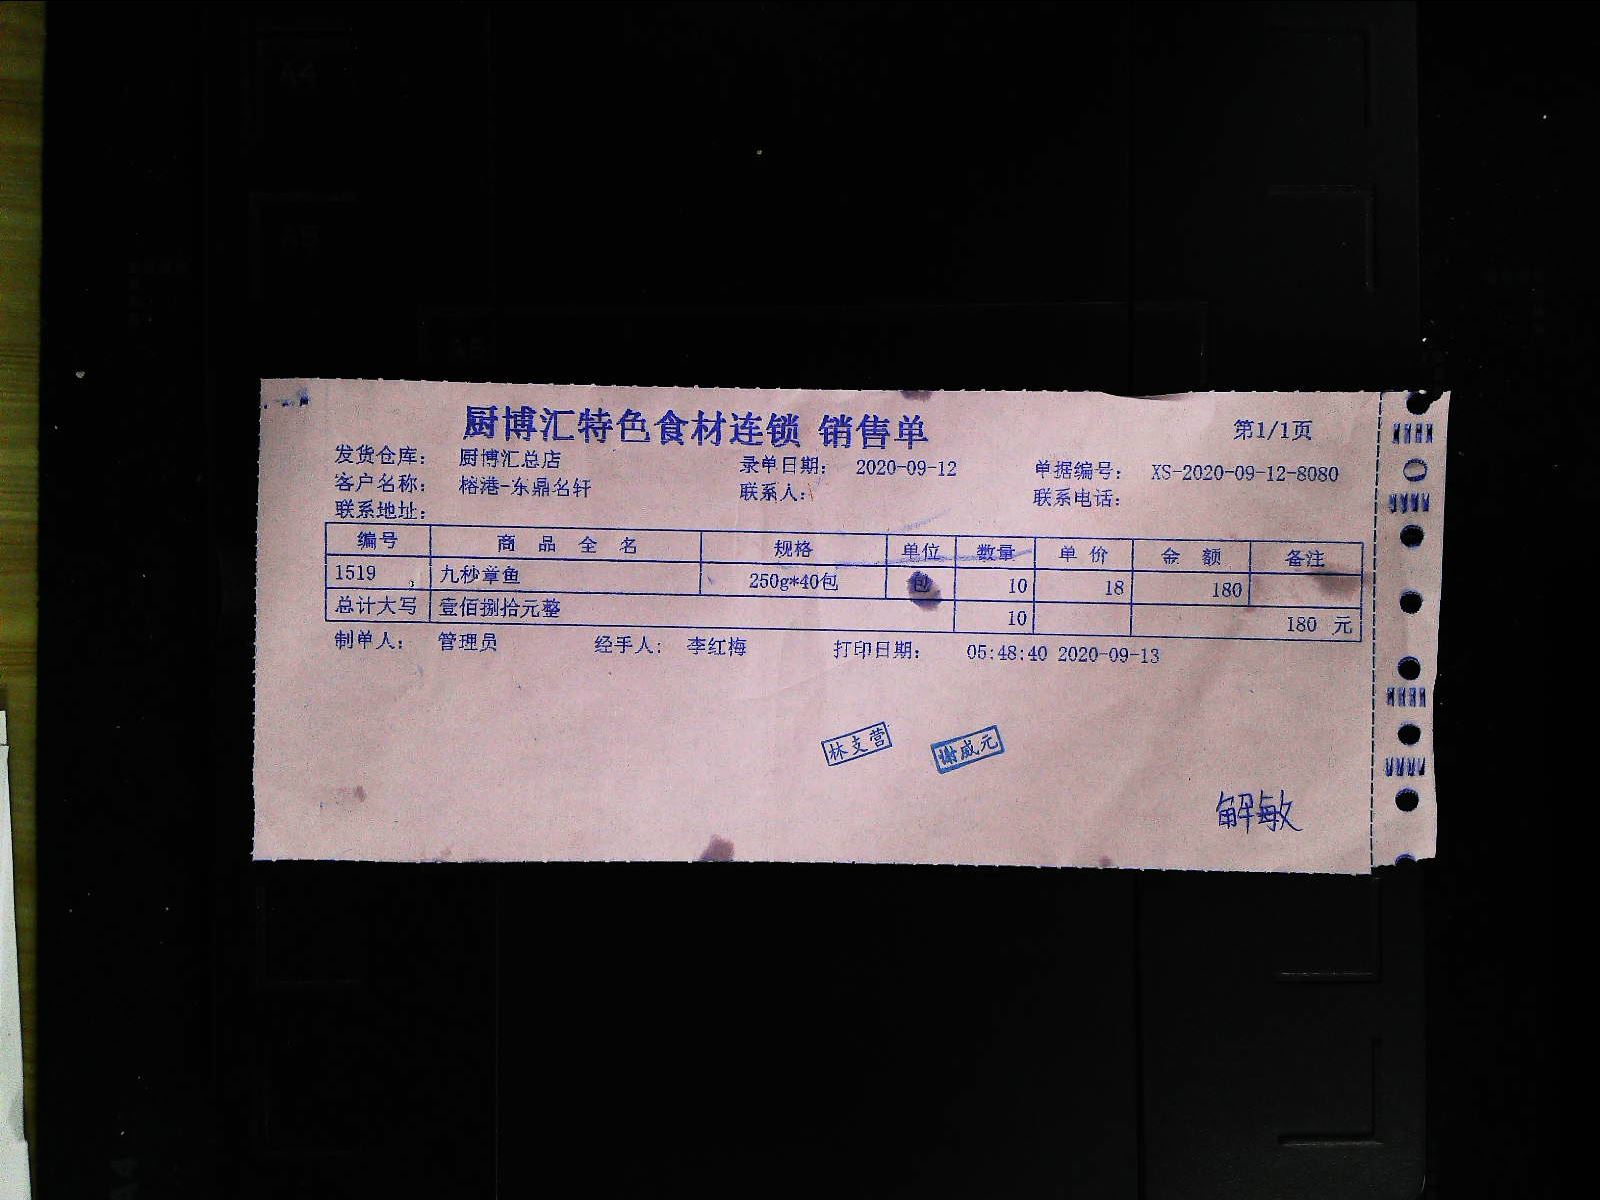 厨博汇特色食材连锁 销售单
第1/1页
发货仓库： 厨博汇总店 录单日期： 2020-09-12 单据编号： XS-2020-09-12-8080
客户名称： 榕港-东鼎名轩 联系人： 联系电话：
联系地址：
编号 商品全名 规格 单位 数量 单价 金额 备注
1519 九秒章鱼 250g*40包 包 10 18 180
总计大写 壹佰捌拾元整 10 180 元
制单人： 管理员 经手人： 李红梅 打印日期： 05:48:40 2020-09-13
林支营 谢威元
解敏
A4
A5